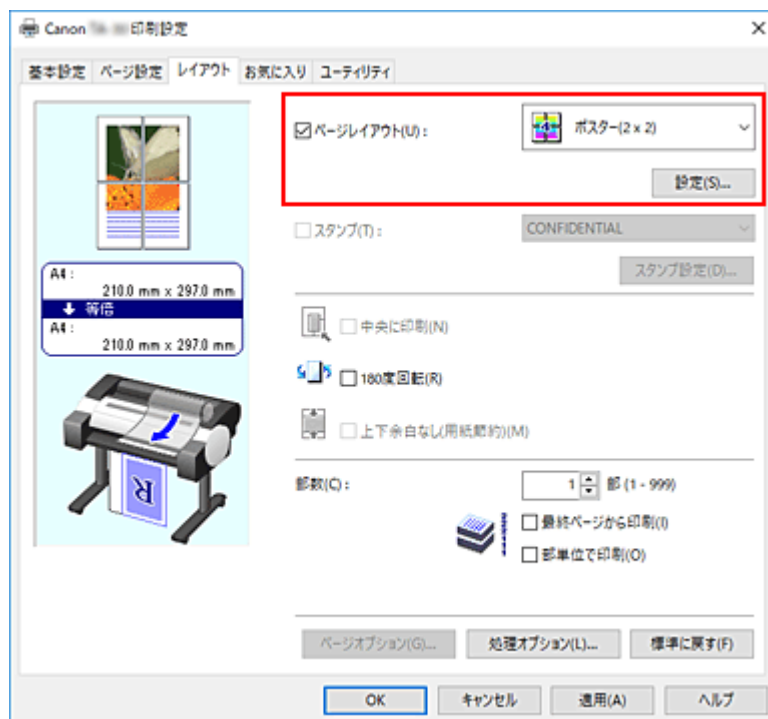 Canon 印刷設定
基本設定 ページ設定 レイアウト お気に入り ユーティリティ
ページレイアウト(U): ポスター(2 x 2)
設定(S)...
スタンプ(T): CONFIDENTIAL
スタンプ設定(D)...
A4:
210.0 mm x 297.0 mm
等倍
A4:
210.0 mm x 297.0 mm
中央に印刷(N)
180度回転(R)
上下余白なし(用紙節約)(M)
部数(C): 1 部 (1 - 999)
最終ページから印刷(I)
部単位で印刷(O)
R
ページオプション(G)... 処理オプション(L)... 標準に戻す(F)
OK キャンセル 適用(A) ヘルプ